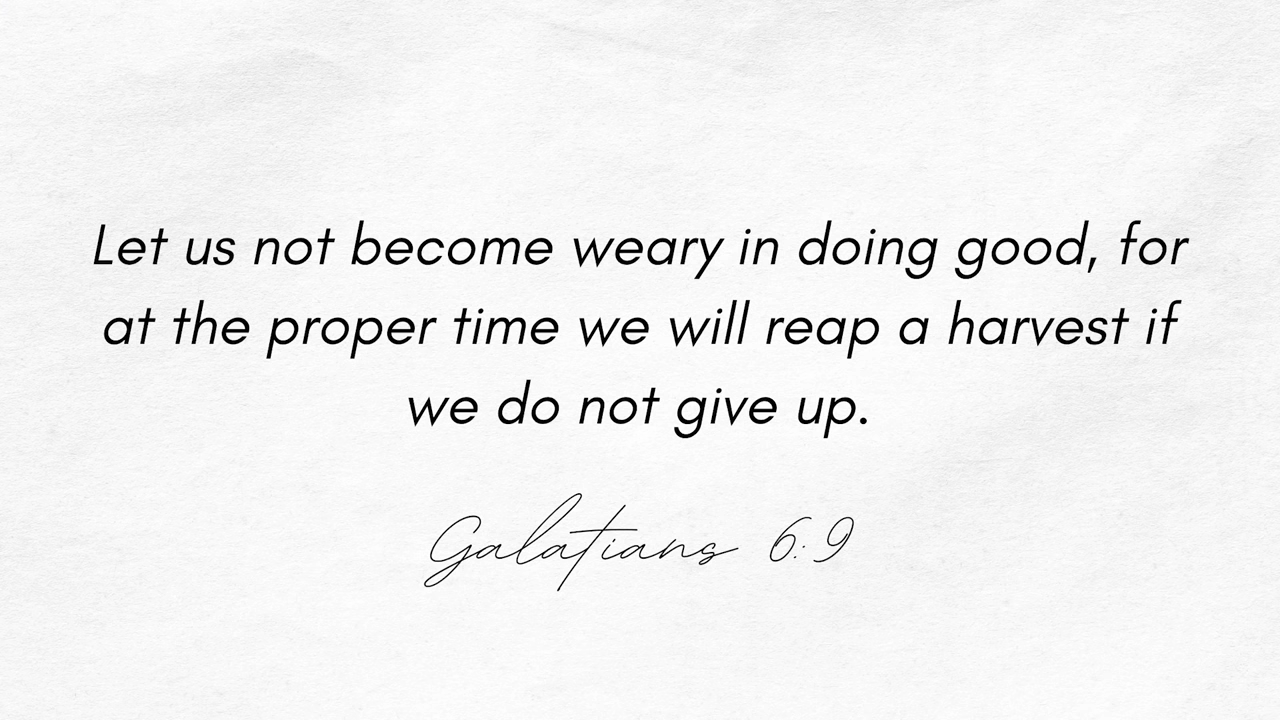 Let us not become weary in doing good, for
at the proper time we will reap a harvest if
we do not give up.
Galatians 6:9